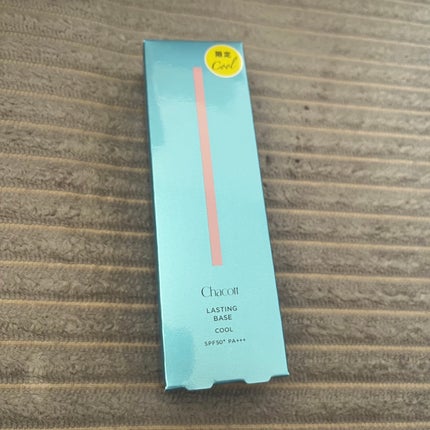 限定
Cool
Chacott
LASTING
BASE
COOL
SPF50+ PA+++